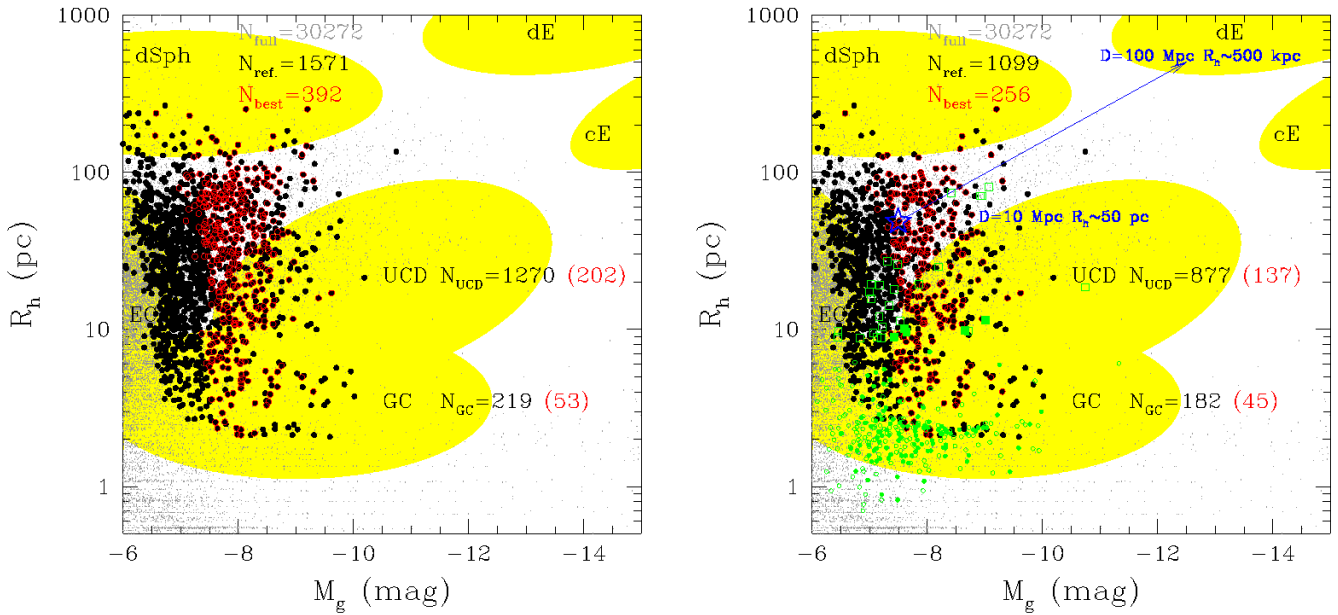 1000
100
10
1
R_h (pc)
-6 -8 -10 -12 -14
M_g (mag)
N_full=30272
N_ref.=1571
N_best=392
dSph
dE
cE
UCD N_UCD=1270 (202)
GC N_GC=219 (53)
1000
100
10
1
R_h (pc)
-6 -8 -10 -12 -14
M_g (mag)
N_full=30272
N_ref.=1099
N_best=256
dSph
dE
D=100 Mpc R_h~500 kpc
cE
D=10 Mpc R_h~50 pc
UCD N_UCD=877 (137)
GC N_GC=182 (45)